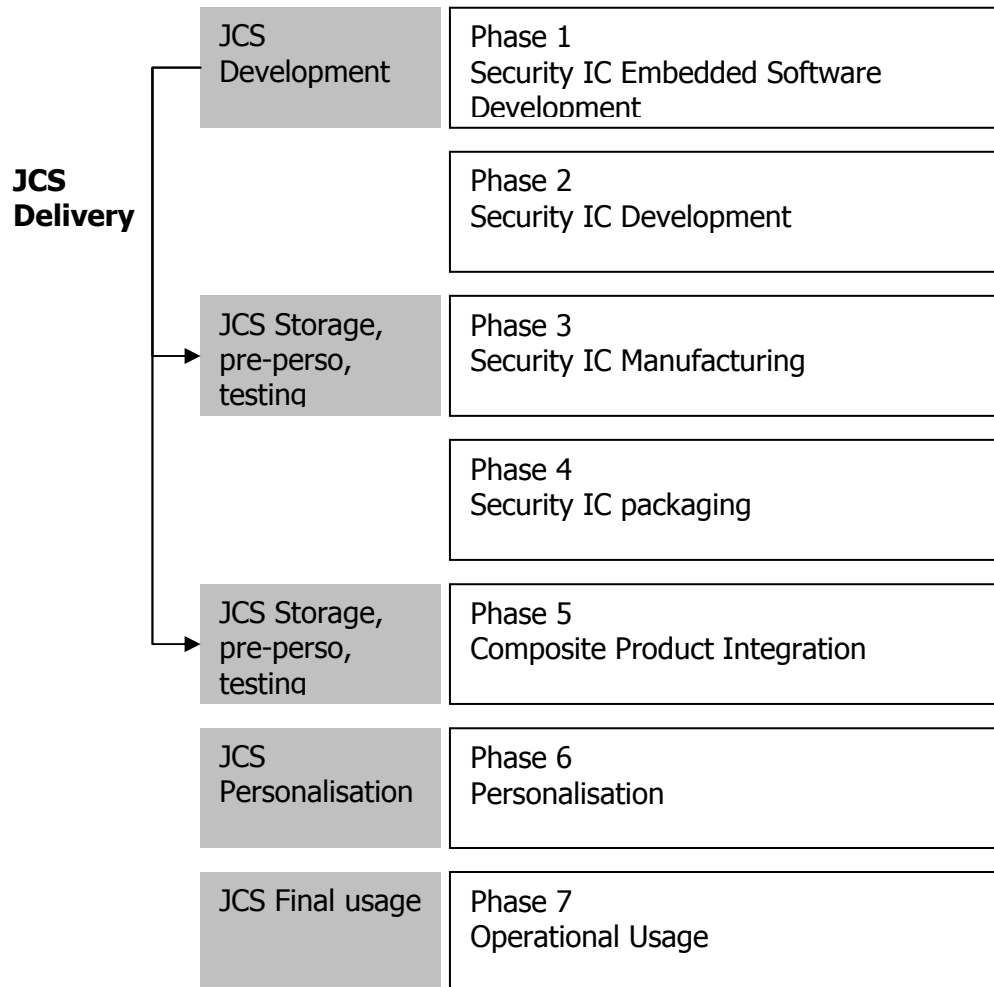 JCS
Development
Phase 1
Security IC Embedded Software
Development
JCS
Delivery
Phase 2
Security IC Development
JCS Storage,
pre-perso,
testing
Phase 3
Security IC Manufacturing
Phase 4
Security IC packaging
JCS Storage,
pre-perso,
testing
Phase 5
Composite Product Integration
JCS
Personalisation
Phase 6
Personalisation
JCS Final usage
Phase 7
Operational Usage